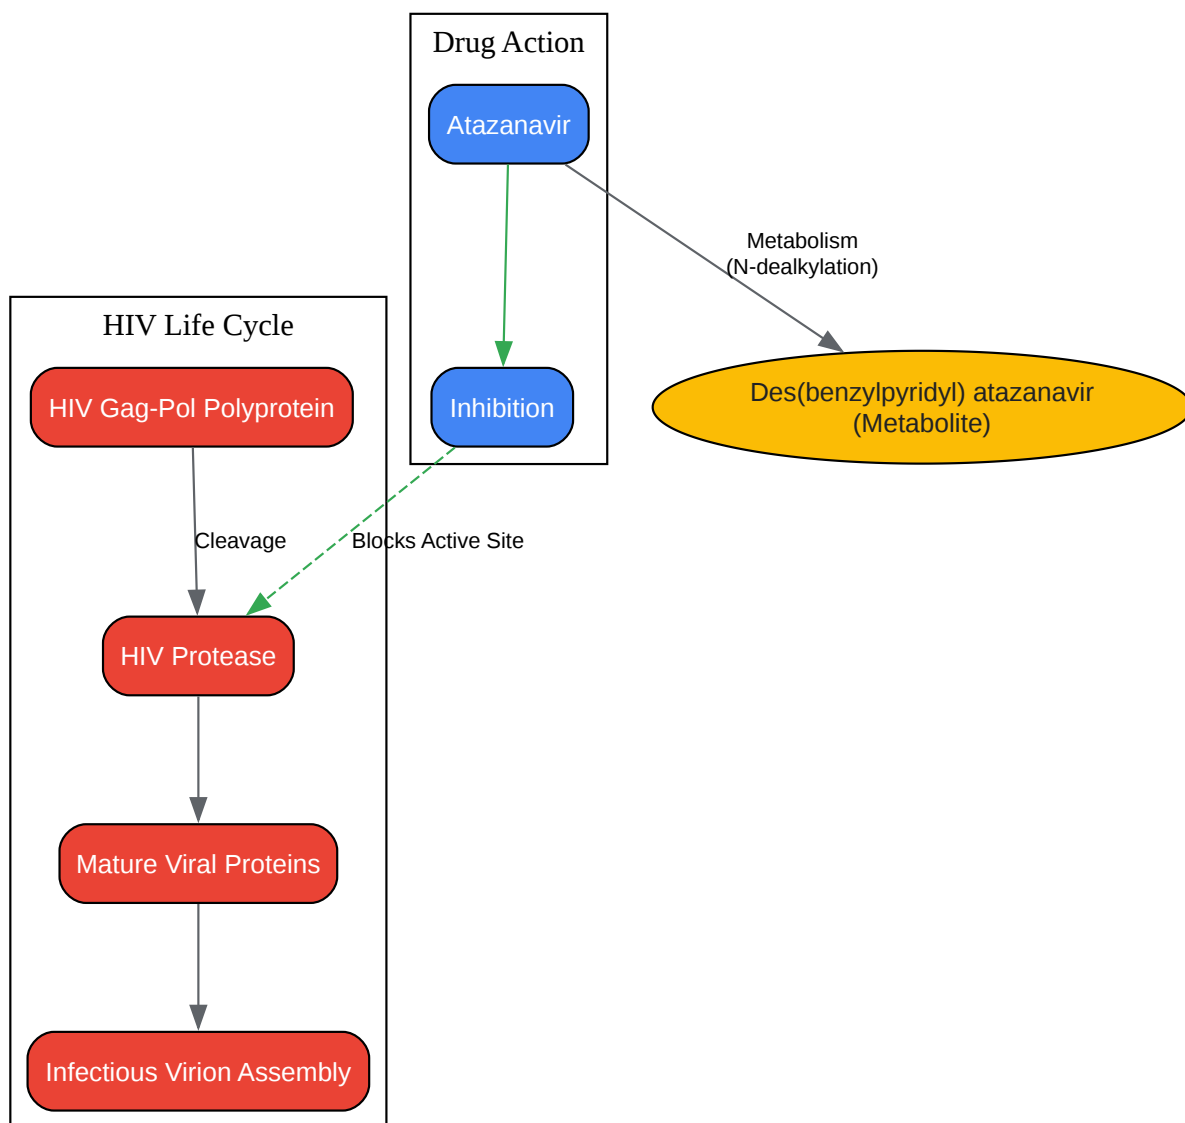 Drug Action
Atazanavir
Metabolism
(N-dealkylation)
HIV Life Cycle
HIV Gag-Pol Polyprotein
Inhibition
Des(benzylpyridyl) atazanavir
(Metabolite)
Cleavage
Blocks Active Site
HIV Protease
Mature Viral Proteins
Infectious Virion Assembly